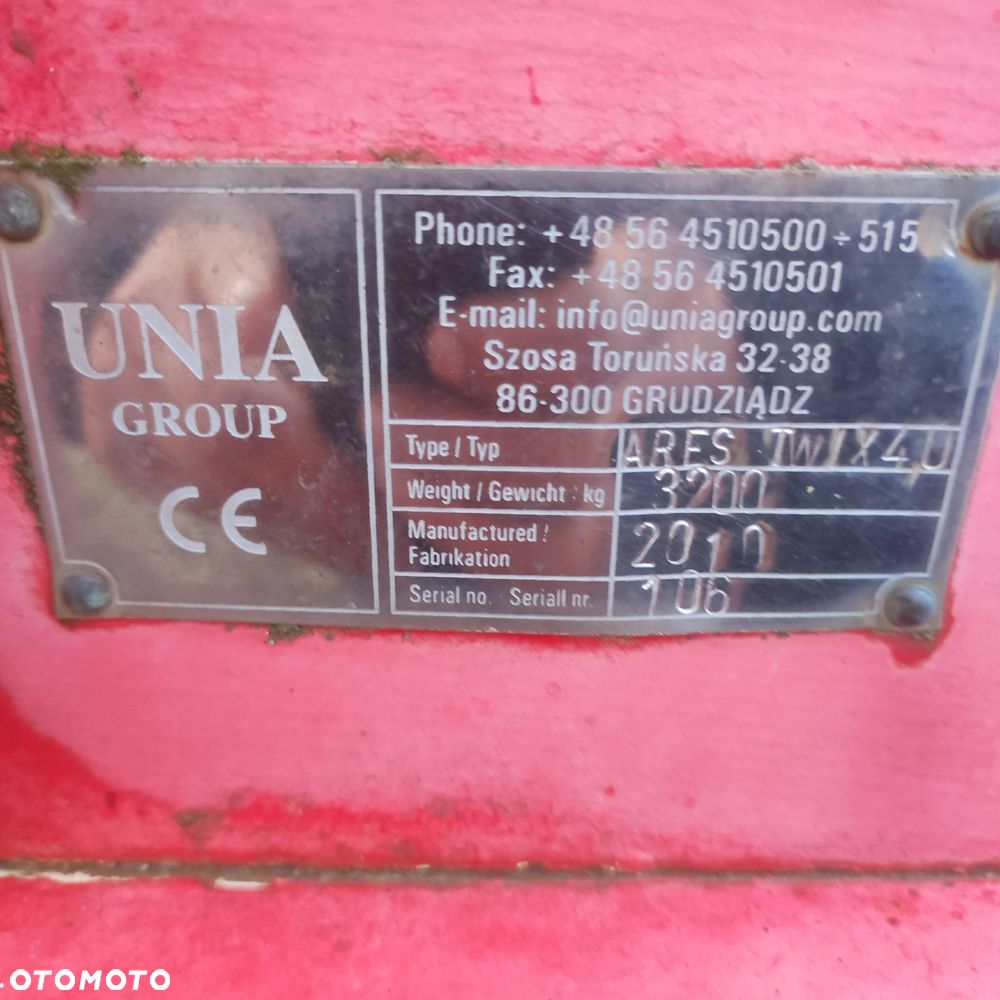 UNIA
GROUP
CE
Phone: +48 56 4510500÷515
Fax: +48 56 4510501
E-mail: info@uniagroup.com
Szosa Toruńska 32-38
86-300 GRUDZIĄDZ
Type / Typ ARES TWIX 4,0
Weight / Gewicht : kg 3200
Manufactured / 2010
Fabrikation
Serial no. Seriall nr. 106
OTOMOTO